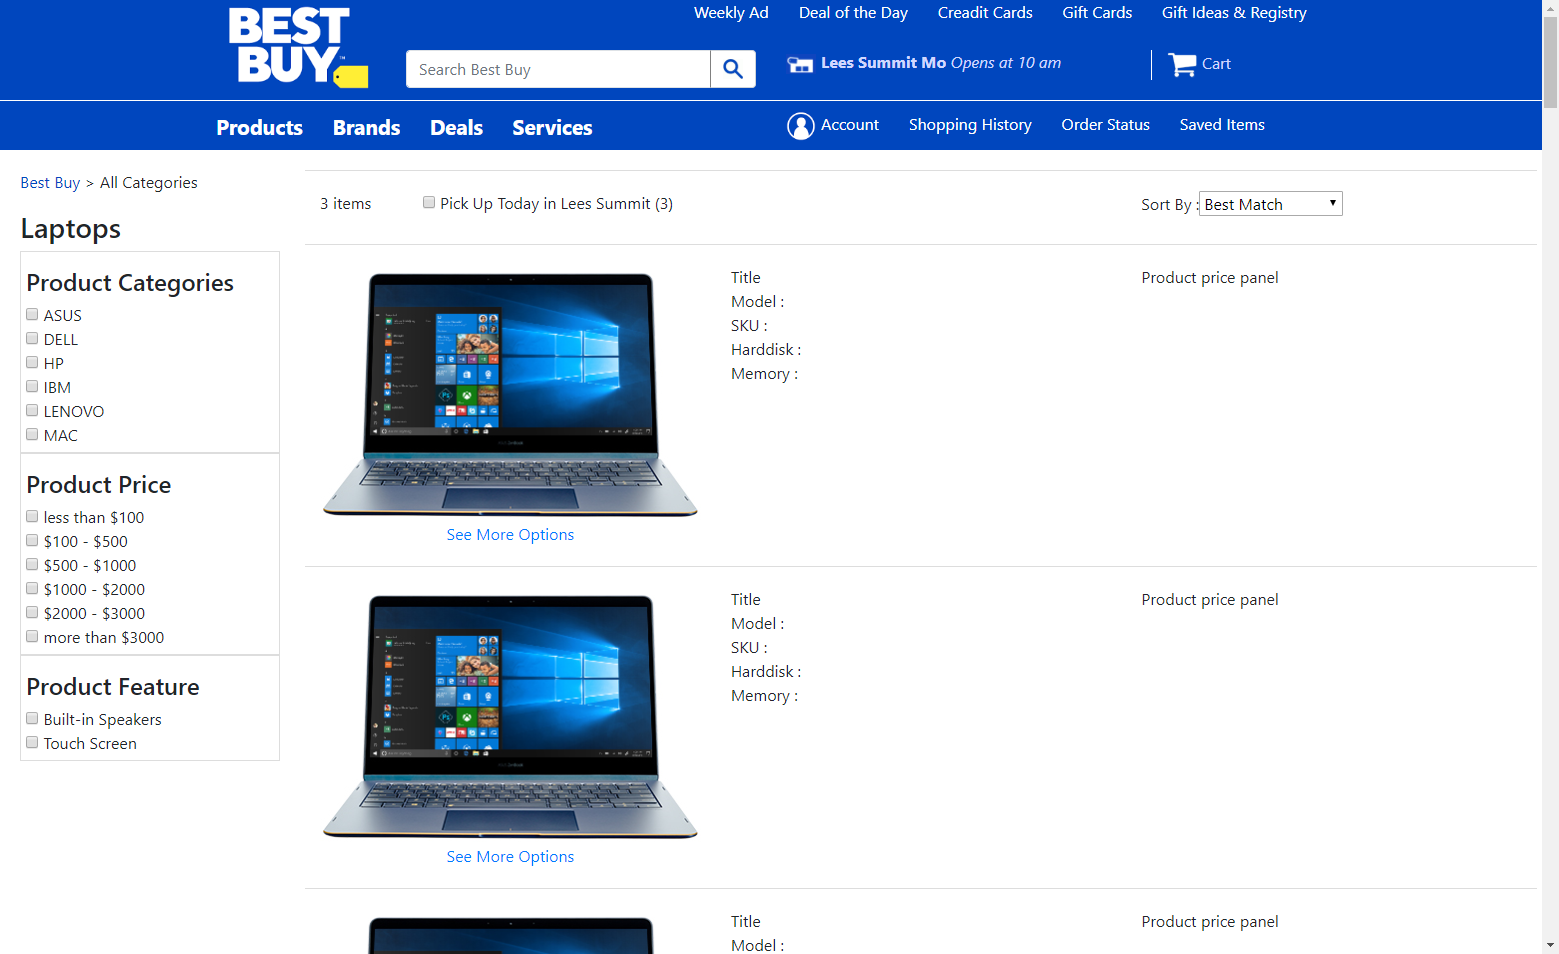 Weekly Ad Deal of the Day Creadit Cards Gift Cards Gift Ideas & Registry
BEST
BUY™
Search Best Buy
Lees Summit Mo Opens at 10 am
Cart
Products Brands Deals Services
Account Shopping History Order Status Saved Items
Best Buy > All Categories
Laptops
Product Categories
ASUS
DELL
HP
IBM
LENOVO
MAC
Product Price
less than $100
$100 - $500
$500 - $1000
$1000 - $2000
$2000 - $3000
more than $3000
Product Feature
Built-in Speakers
Touch Screen
3 items
Pick Up Today in Lees Summit (3)
Sort By : Best Match
Title
Model :
SKU :
Harddisk :
Memory :
Product price panel
See More Options
Title
Model :
SKU :
Harddisk :
Memory :
Product price panel
See More Options
Title
Model :
Product price panel